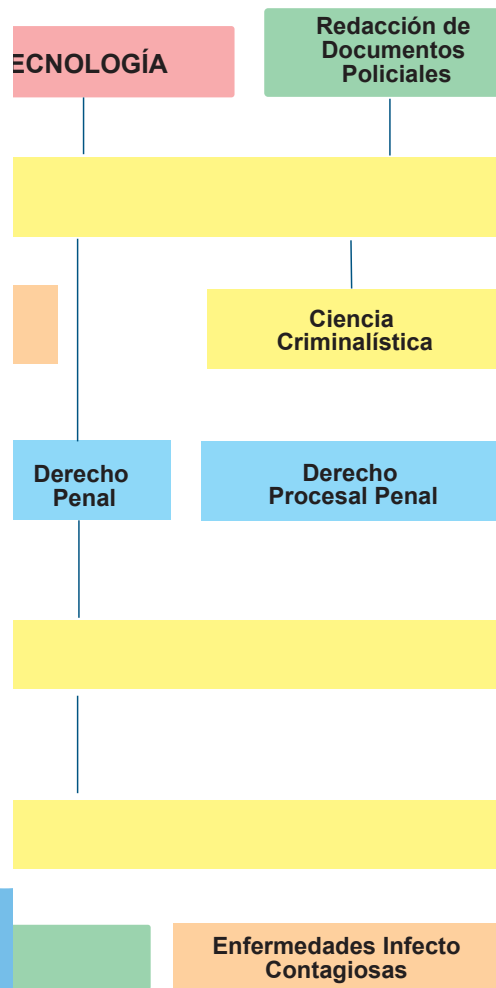 ECNOLOGÍA
Redacción de
Documentos
Policiales
Ciencia
Criminalística
Derecho
Penal
Derecho
Procesal Penal
Enfermedades Infecto
Contagiosas